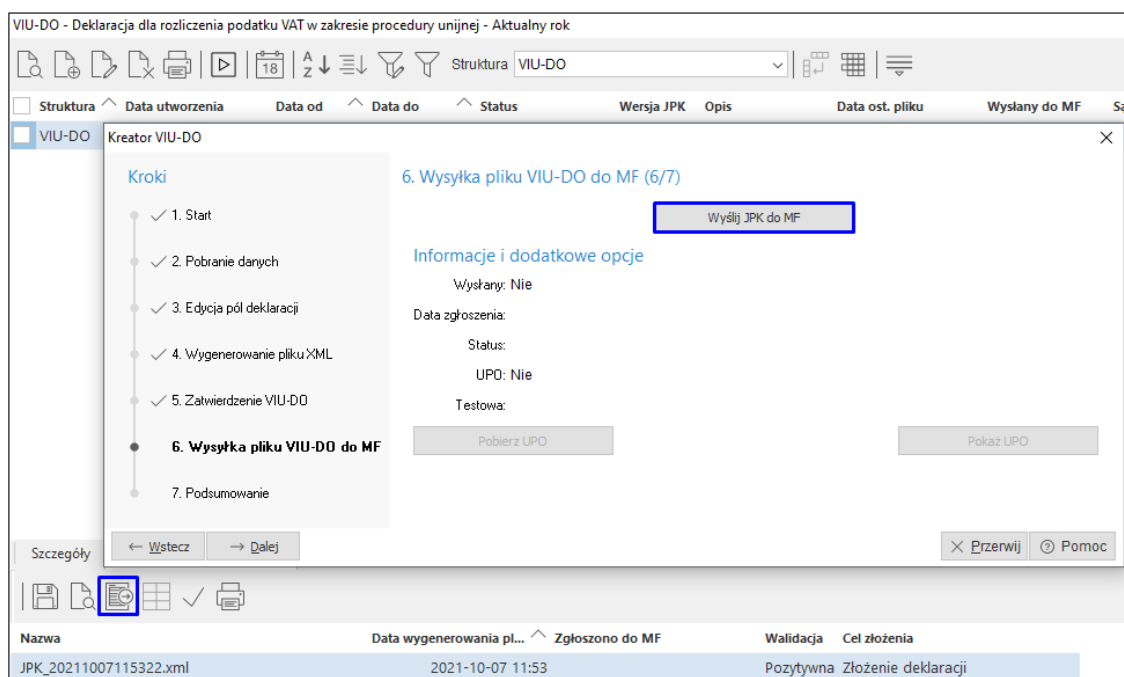 VIU-DO - Deklaracja dla rozliczenia podatku VAT w zakresie procedury unijnej - Aktualny rok
18 A Z Struktura VIU-DO
Struktura Data utworzenia Data od Data do Status Wersja JPK Opis Data ost. pliku Wysłany do MF
VIU-DO
Kreator VIU-DO
Kroki
1. Start
2. Pobranie danych
3. Edycja pól deklaracji
4. Wygenerowanie pliku XML
5. Zatwierdzenie VIU-DO
6. Wysyłka pliku VIU-DO do MF
7. Podsumowanie
6. Wysyłka pliku VIU-DO do MF (6/7)
Wyślij JPK do MF
Informacje i dodatkowe opcje
Wysłany: Nie
Data zgłoszenia:
Status:
UPO: Nie
Testowa:
Pobierz UPO Pokaż UPO
← Wstecz → Dalej Przerwij ? Pomoc
Szczegóły
Nazwa Data wygenerowania pl... Zgłoszono do MF Walidacja Cel złożenia
JPK_20211007115322.xml 2021-10-07 11:53 Pozytywna Złożenie deklaracji